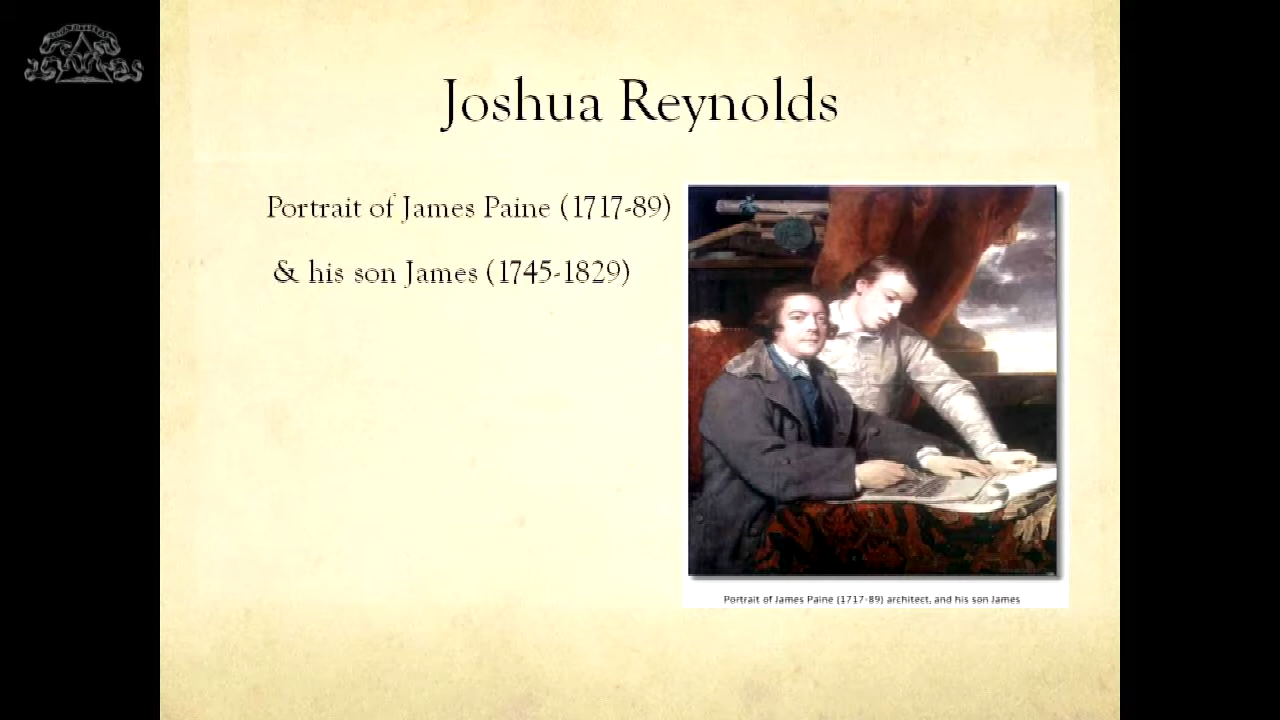 Joshua Reynolds
Portrait of James Paine (1717-89)
& his son James (1745-1829)
Portrait of James Paine (1717-89) architect, and his son James